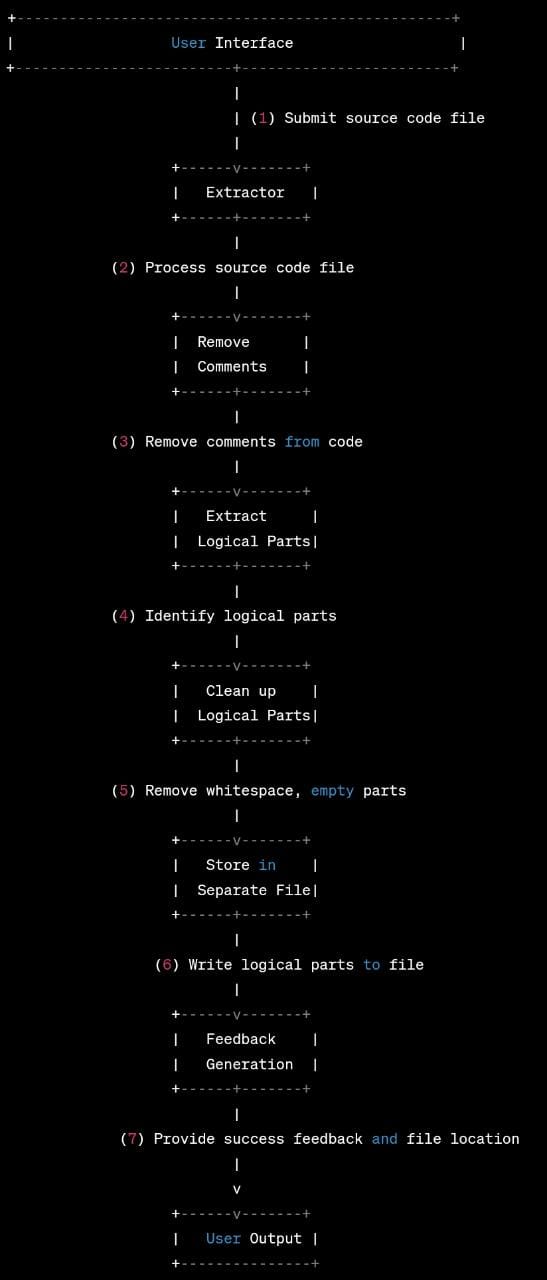 +--------------------------------------------------+
|                  User Interface                   |
+-------------------------+------------------------+
|
| (1) Submit source code file
|
+------v-------+
|   Extractor   |
+------+-------+
|
(2) Process source code file
|
+------v-------+
|  Remove      |
|  Comments    |
+------+-------+
|
(3) Remove comments from code
|
+------v-------+
|   Extract     |
|  Logical Parts|
+------+-------+
|
(4) Identify logical parts
|
+------v-------+
|   Clean up    |
|  Logical Parts|
+------+-------+
|
(5) Remove whitespace, empty parts
|
+------v-------+
|   Store in    |
|  Separate File|
+------+-------+
|
(6) Write logical parts to file
|
+------v-------+
|   Feedback    |
|   Generation  |
+------+-------+
|
(7) Provide success feedback and file location
|
v
+------v-------+
|   User Output |
+---------------+